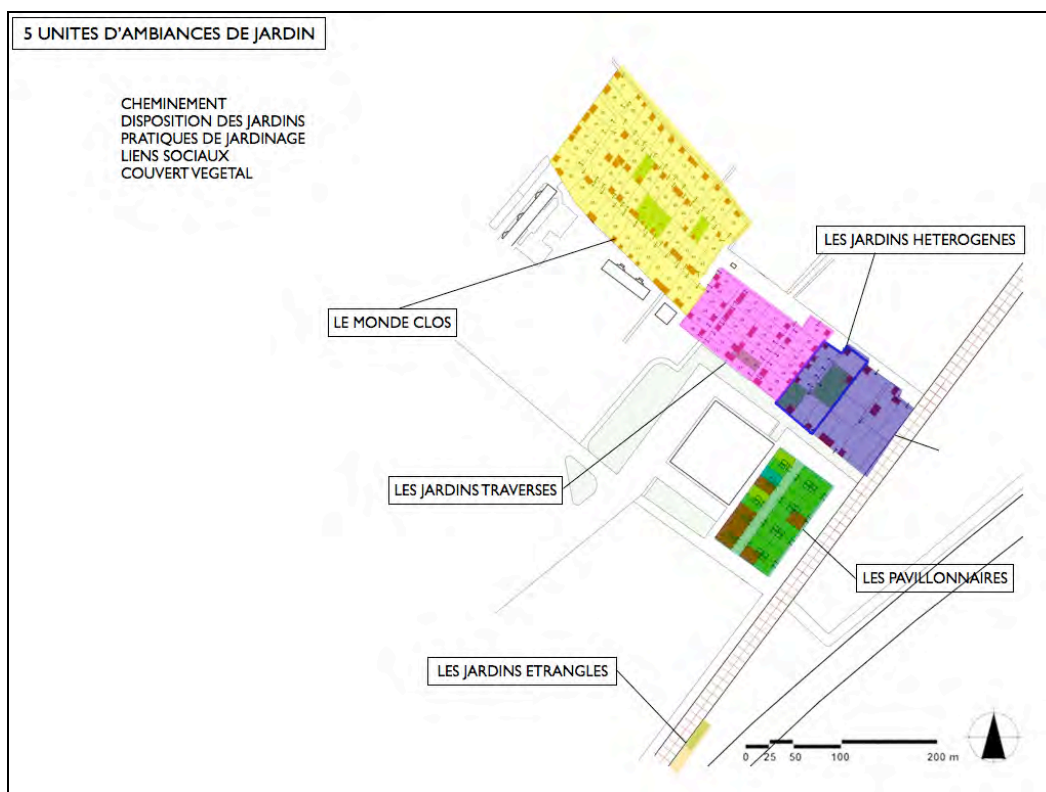 5 UNITES D'AMBIANCES DE JARDIN
CHEMINEMENT
DISPOSITION DES JARDINS
PRATIQUES DE JARDINAGE
LIENS SOCIAUX
COUVERT VEGETAL
LES JARDINS HETEROGENES
LE MONDE CLOS
LES JARDINS TRAVERSES
LES PAVILLONNAIRES
LES JARDINS ETRANGLES
0 25 50 100 200 m